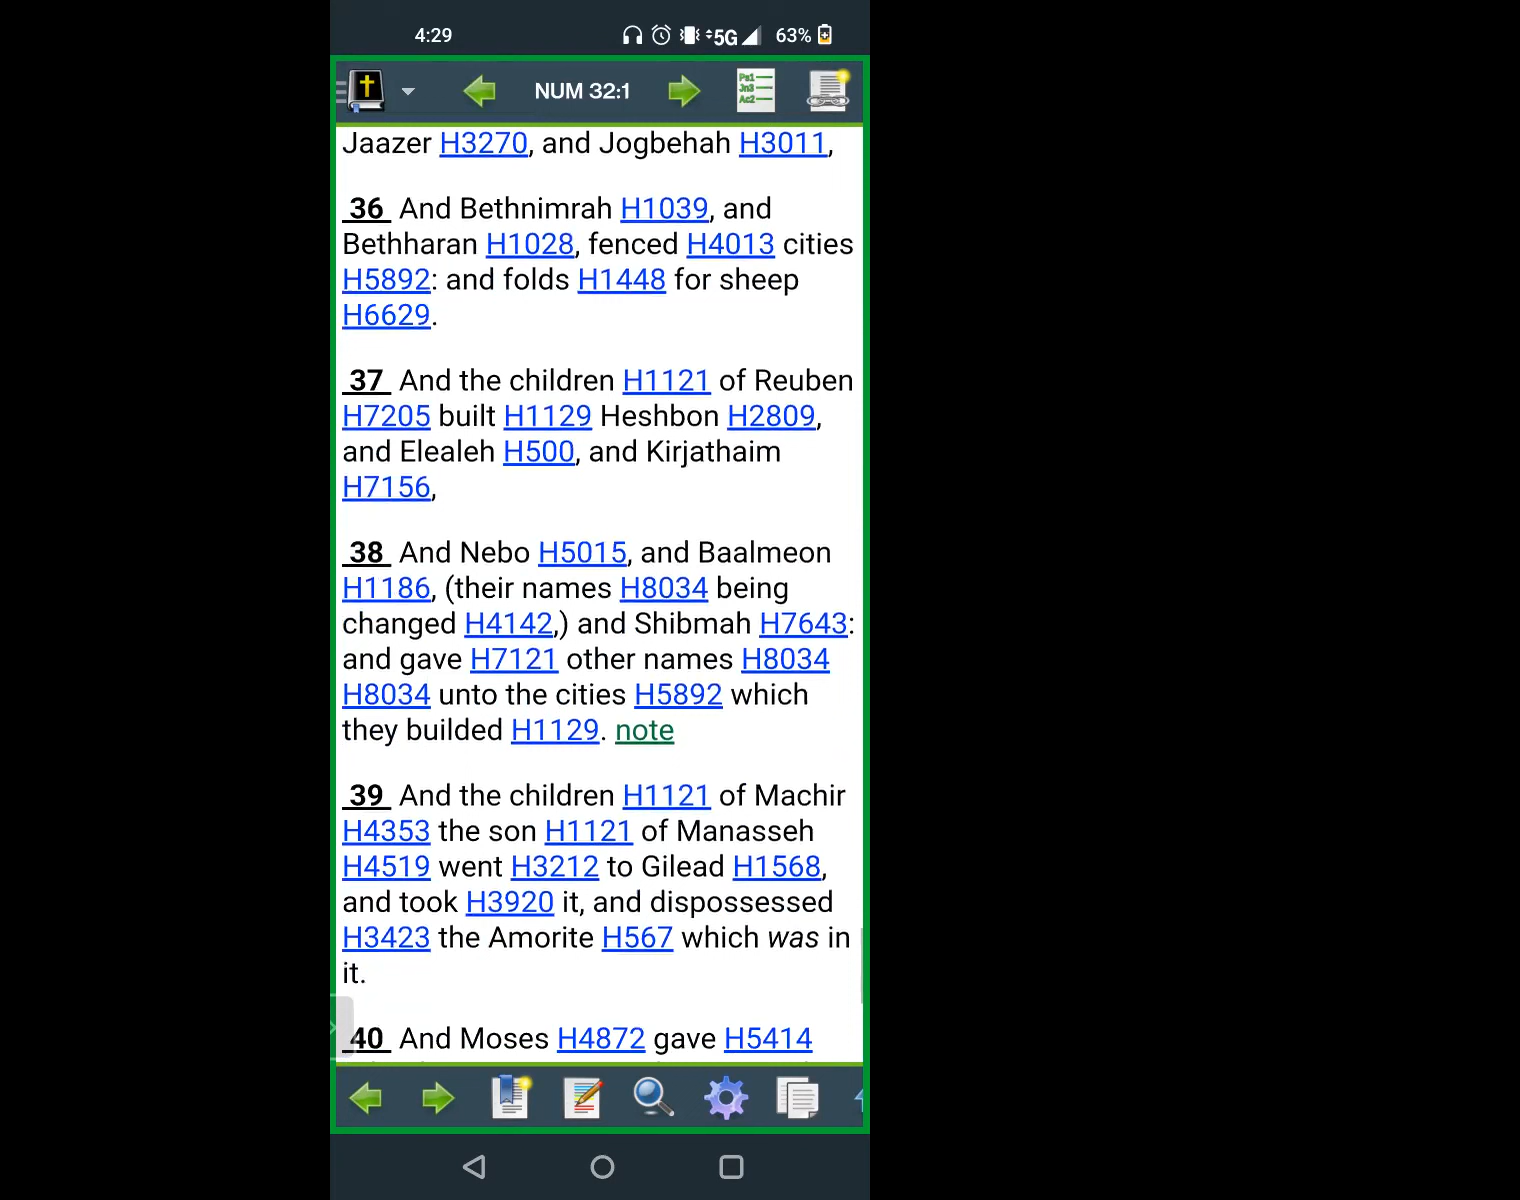 4:29 5G 63%
NUM 32:1 Ps1 Jn3 Ac2
Jaazer H3270, and Jogbehah H3011,
36 And Bethnimrah H1039, and
Bethharan H1028, fenced H4013 cities
H5892: and folds H1448 for sheep
H6629.
37 And the children H1121 of Reuben
H7205 built H1129 Heshbon H2809,
and Elealeh H500, and Kirjathaim
H7156,
38 And Nebo H5015, and Baalmeon
H1186, (their names H8034 being
changed H4142,) and Shibmah H7643:
and gave H7121 other names H8034
H8034 unto the cities H5892 which
they builded H1129. note
39 And the children H1121 of Machir
H4353 the son H1121 of Manasseh
H4519 went H3212 to Gilead H1568,
and took H3920 it, and dispossessed
H3423 the Amorite H567 which was in
it.
40 And Moses H4872 gave H5414